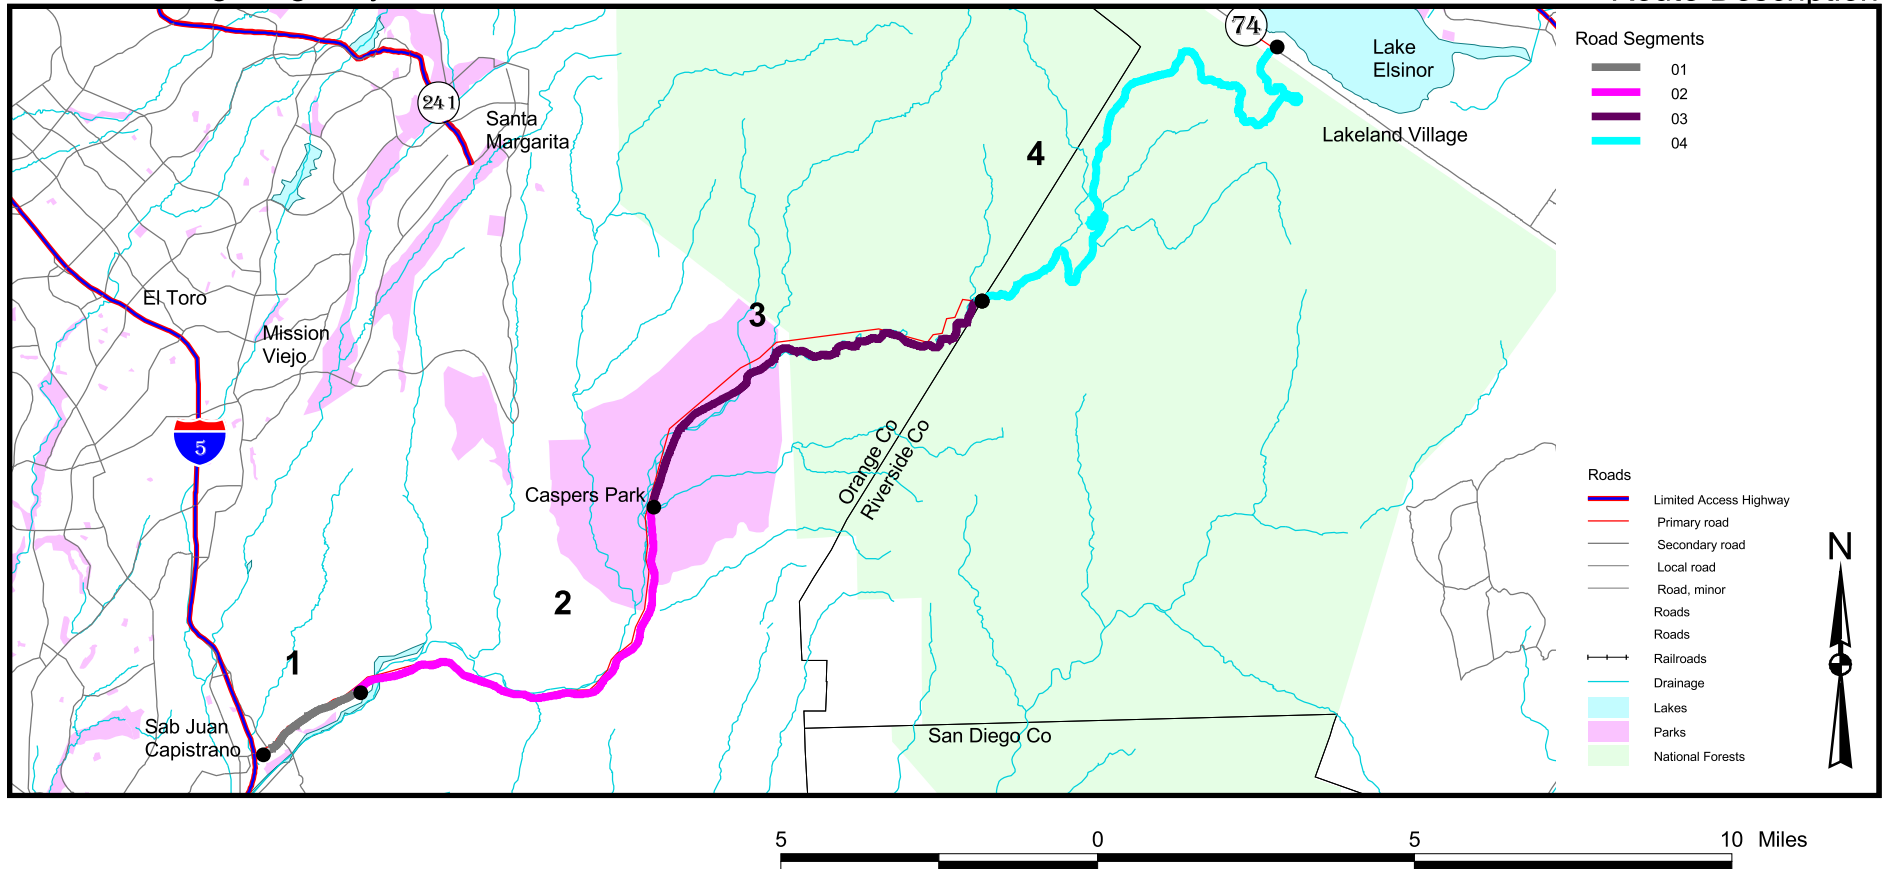 Route Description
74
Lake
Elsinor
Road Segments
01
02
03
04
241
Santa
Margarita
4
Lakeland Village
El Toro
3
Mission
Viejo
5
Orange Co
Riverside Co
Caspers Park
Roads
Limited Access Highway
Primary road
Secondary road
Local road
Road, minor
Roads
Roads
Railroads
Drainage
Lakes
Parks
National Forests
N
2
1
Sab Juan
Capistrano
San Diego Co
5 0 5 10 Miles